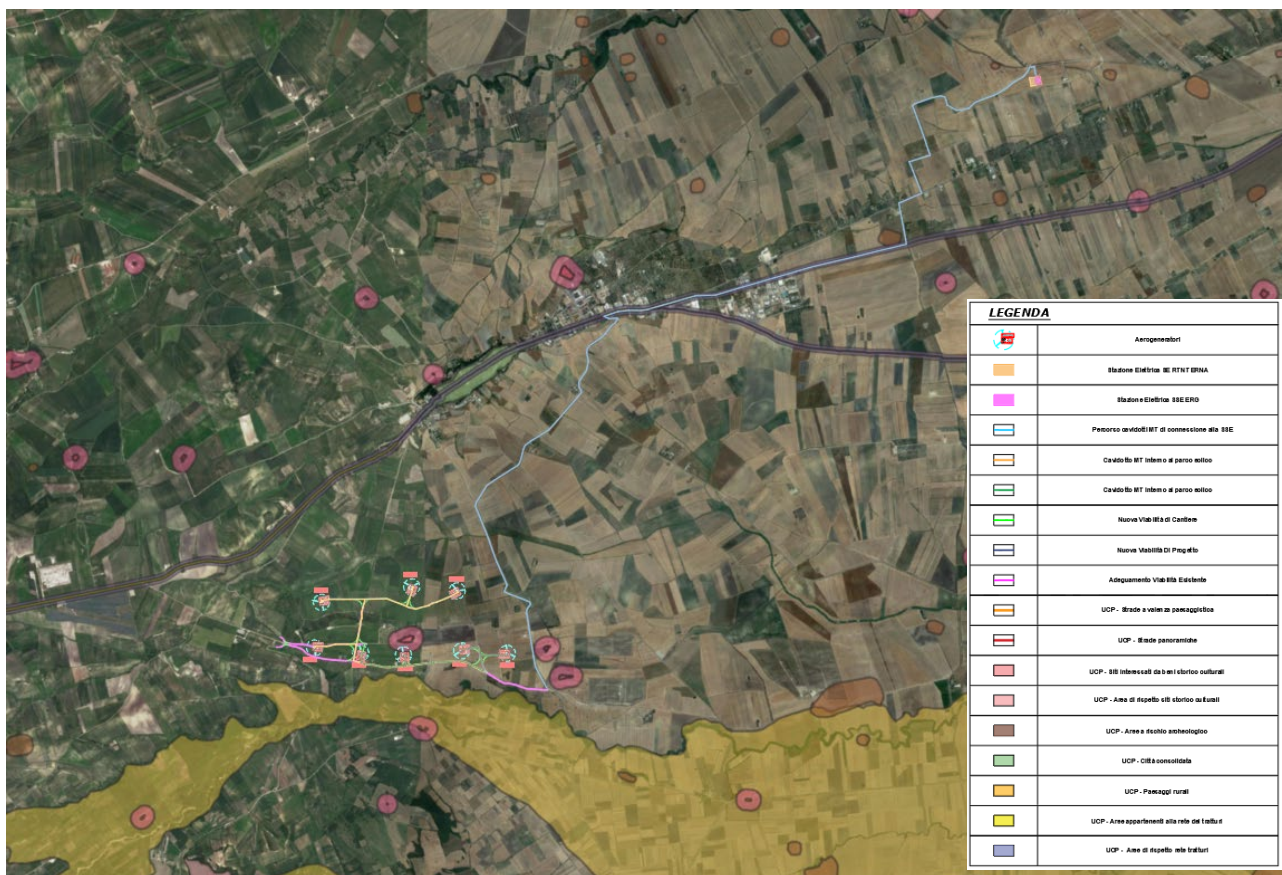 LEGENDA
Aerogeneratori
Stazione Elettrica SE RTN TERNA
Stazione Elettrica SSE ERG
Percorso cavidotti MT di connessione alla SSE
Cavidotto MT interno al parco eolico
Cavidotto MT interno al parco eolico
Nuova Viabilità di Cantiere
Nuova Viabilità Di Progetto
Adeguamento Viabilità Esistente
UCP - Strade a valenza paesaggistica
UCP - Strade panoramiche
UCP - Siti interessati da beni storico culturali
UCP - Area di rispetto siti storico culturali
UCP - Aree a rischio archeologico
UCP - Città consolidata
UCP - Paesaggi rurali
UCP - Aree appartenenti alla rete dei tratturi
UCP - Aree di rispetto rete tratturi